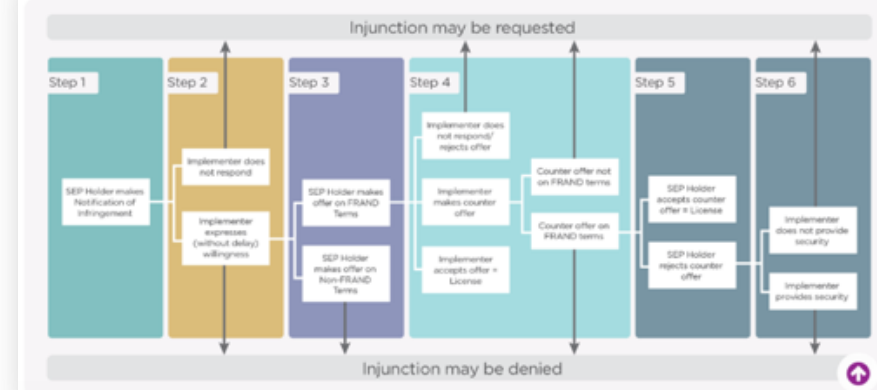 Injunction may be requested
Step 1
Step 2
Step 3
Step 4
Step 5
Step 6
SEP Holder makes
Notification of
Infringement
Implementer does
not respond
Implementer
expresses
(without delay)
willingness
SEP Holder makes
offer on FRAND
Terms
SEP Holder
makes offer on
Non-FRAND
Terms
Implementer does
not respond/
rejects offer
Implementer
makes counter
offer
Implementer
accepts offer =
License
Counter offer not
on FRAND terms
Counter offer on
FRAND terms
SEP Holder
accepts counter
offer = License
SEP Holder
rejects counter
offer
Implementer
does not provide
security
Implementer
provides security
Injunction may be denied